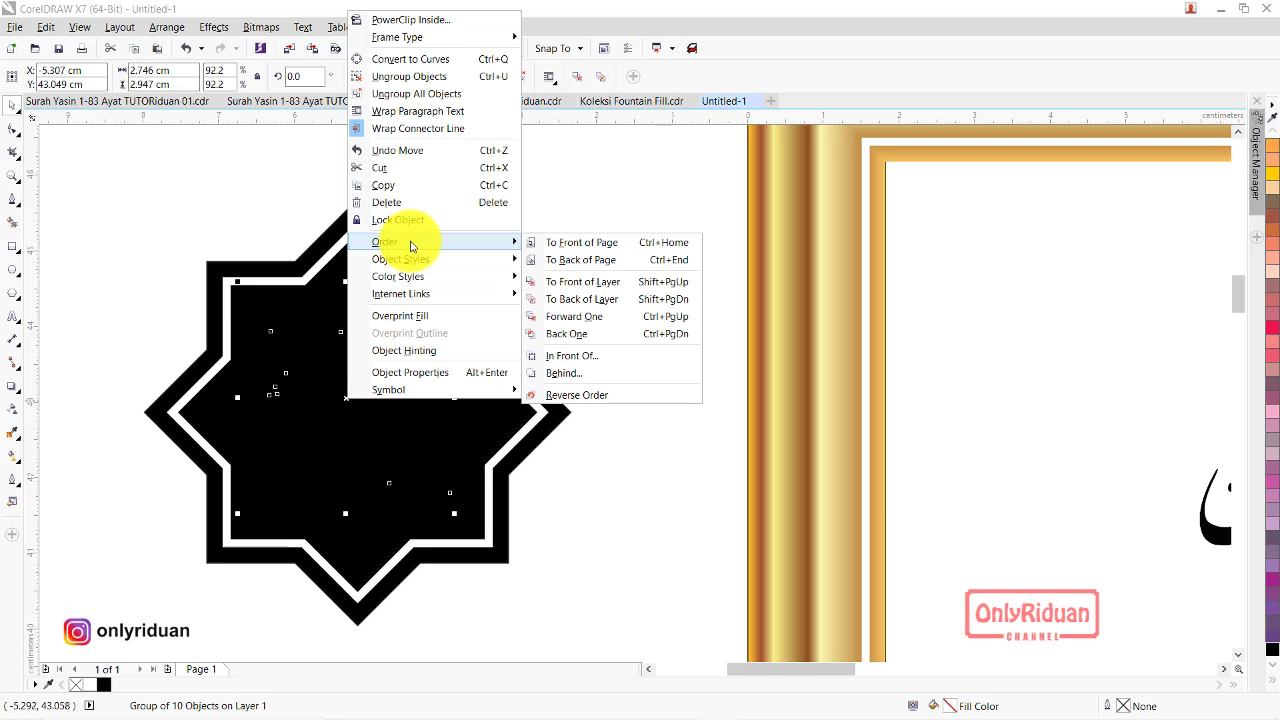 CorelDRAW X7 (64-Bit) - Untitled-1
File Edit View Layout Arrange Effects Bitmaps Text
X: -5.307 cm 2.746 cm 92.2 % 0.0 Snap To
Y: 43.049 cm 2.947 cm 92.2 %
Surah Yasin 1-83 Ayat TUTORiduan 01.cdr Surah Yasin 1-83 Ayat TUTORiduan Koleksi Fountain Fill.cdr Untitled-1
centimeters
PowerClip Inside...
Frame Type
Convert to Curves Ctrl+Q
Ungroup Objects Ctrl+U
Ungroup All Objects
Wrap Paragraph Text
Wrap Connector Line
Undo Move Ctrl+Z
Cut Ctrl+X
Copy Ctrl+C
Delete Delete
Lock Object
Order
Object Styles
Color Styles
Internet Links
Overprint Fill
Overprint Outline
Object Hinting
Object Properties Alt+Enter
Symbol
To Front of Page Ctrl+Home
To Back of Page Ctrl+End
To Front of Layer Shift+PgUp
To Back of Layer Shift+PgDn
Forward One Ctrl+PgUp
Back One Ctrl+PgDn
In Front Of...
Behind...
Reverse Order
Object Manager
onlyriduan
OnlyRiduan
CHANNEL
1 of 1 Page 1
(-5.292, 43.058) Group of 10 Objects on Layer 1 Fill Color None